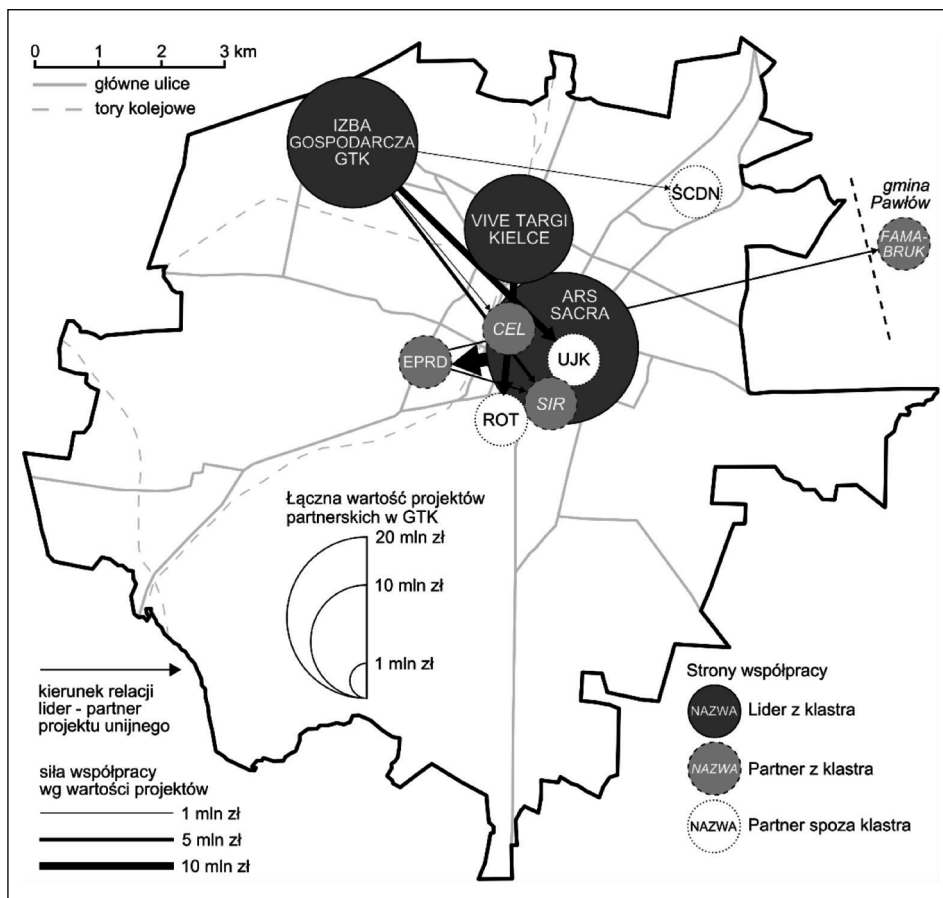 0 1 2 3 km
główne ulice
tory kolejowe
IZBA
GOSPODARCZA
GTK
VIVE TARGI
KIELCE
ŚCDN
gmina
Pawłów
FAMA-
BRUK
ARS
SACRA
CEL
EPRD
UJK
SIR
ROT
Łączna wartość projektów
partnerskich w GTK
20 mln zł
10 mln zł
1 mln zł
kierunek relacji
lider - partner
projektu unijnego
siła współpracy
wg wartości projektów
1 mln zł
5 mln zł
10 mln zł
Strony współpracy
NAZWA Lider z klastra
NAZWA Partner z klastra
NAZWA Partner spoza klastra